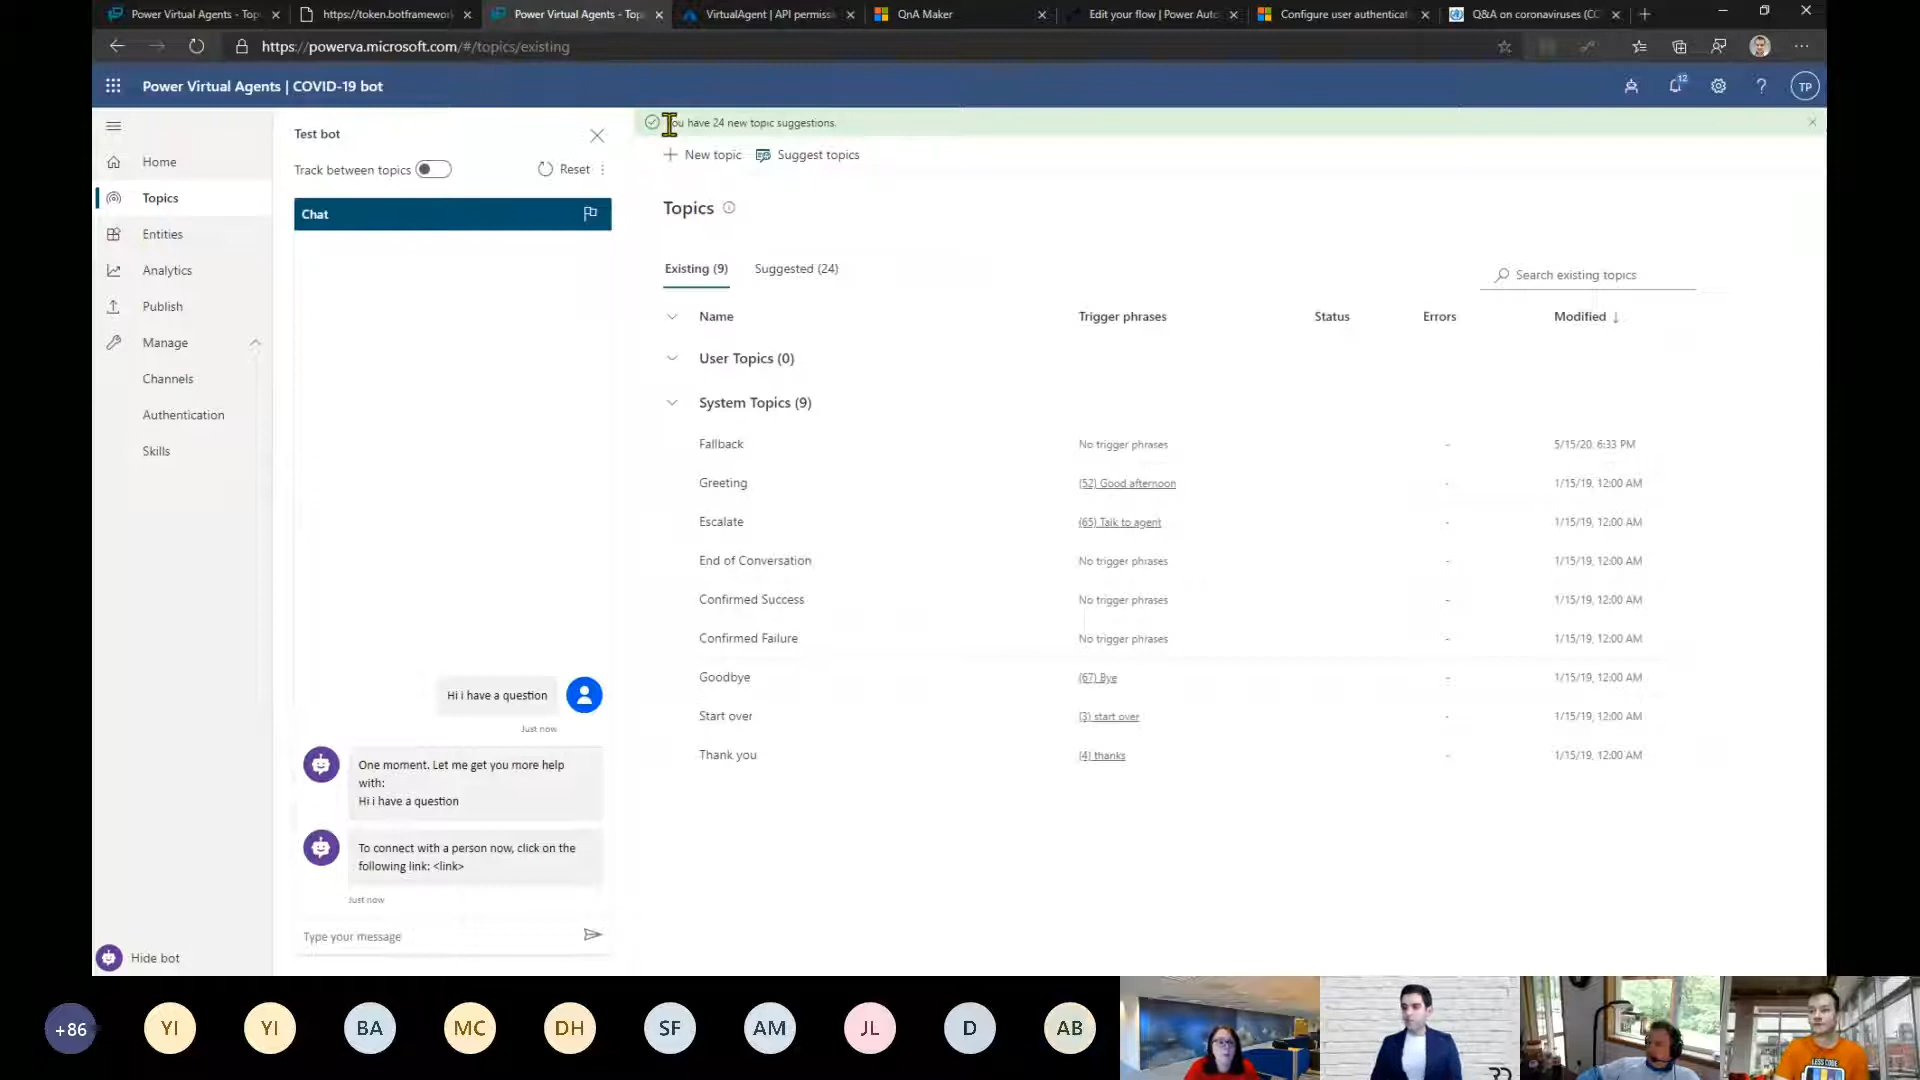 Power Virtual Agents - Top
https://token.botframework
Power Virtual Agents - Topi
VirtualAgent | API permiss
QnA Maker
Edit your flow | Power Auto
Configure user authenticat
Q&A on coronaviruses (CO
https://powerva.microsoft.com/#/topics/existing
Power Virtual Agents | COVID-19 bot
12
TP
Home
Topics
Entities
Analytics
Publish
Manage
Channels
Authentication
Skills
Hide bot
Test bot
Track between topics
Reset
Chat
Hi i have a question
Just now
One moment. Let me get you more help
with:
Hi i have a question
To connect with a person now, click on the
following link: <link>
Just now
Type your message
ou have 24 new topic suggestions.
New topic
Suggest topics
Topics
Existing (9)
Suggested (24)
Search existing topics
Name
Trigger phrases
Status
Errors
Modified ↓
User Topics (0)
System Topics (9)
Fallback
No trigger phrases
-
5/15/20, 6:33 PM
Greeting
(52) Good afternoon
-
1/15/19, 12:00 AM
Escalate
(65) Talk to agent
-
1/15/19, 12:00 AM
End of Conversation
No trigger phrases
-
1/15/19, 12:00 AM
Confirmed Success
No trigger phrases
-
1/15/19, 12:00 AM
Confirmed Failure
No trigger phrases
-
1/15/19, 12:00 AM
Goodbye
(67) Bye
-
1/15/19, 12:00 AM
Start over
(3) start over
-
1/15/19, 12:00 AM
Thank you
(4) thanks
-
1/15/19, 12:00 AM
+86
YI
YI
BA
MC
DH
SF
AM
JL
D
AB
LESS CODE